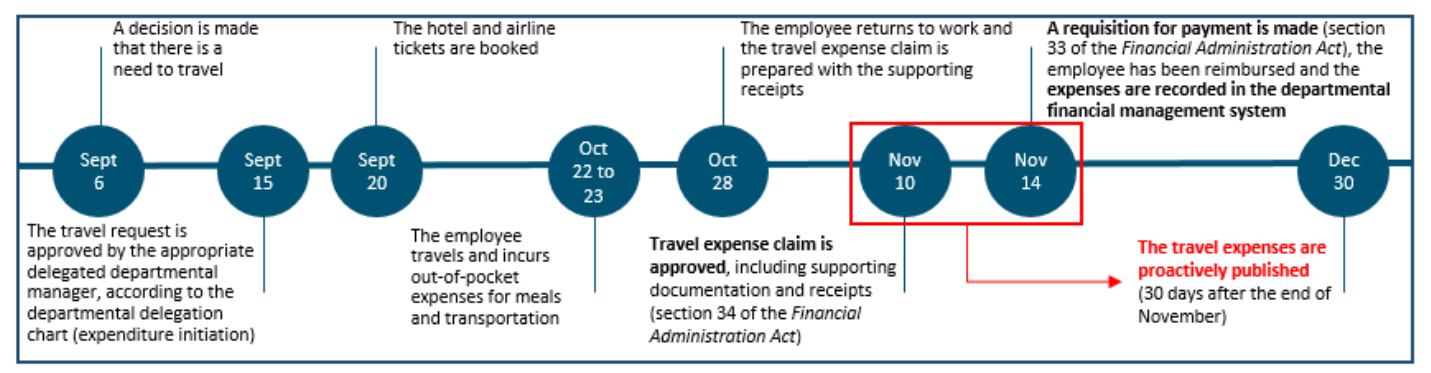 A decision is made
that there is a
need to travel
The hotel and airline
tickets are booked
The employee returns to work and
the travel expense claim is
prepared with the supporting
receipts
A requisition for payment is made (section
33 of the Financial Administration Act), the
employee has been reimbursed and the
expenses are recorded in the departmental
financial management system
Sept
6
Sept
15
Sept
20
Oct
22 to
23
Oct
28
Nov
10
Nov
14
Dec
30
The travel request is
approved by the appropriate
delegated departmental
manager, according to the
departmental delegation
chart (expenditure initiation)
The employee
travels and incurs
out-of-pocket
expenses for meals
and transportation
Travel expense claim is
approved, including supporting
documentation and receipts
(section 34 of the Financial
Administration Act)
The travel expenses are
proactively published
(30 days after the end of
November)